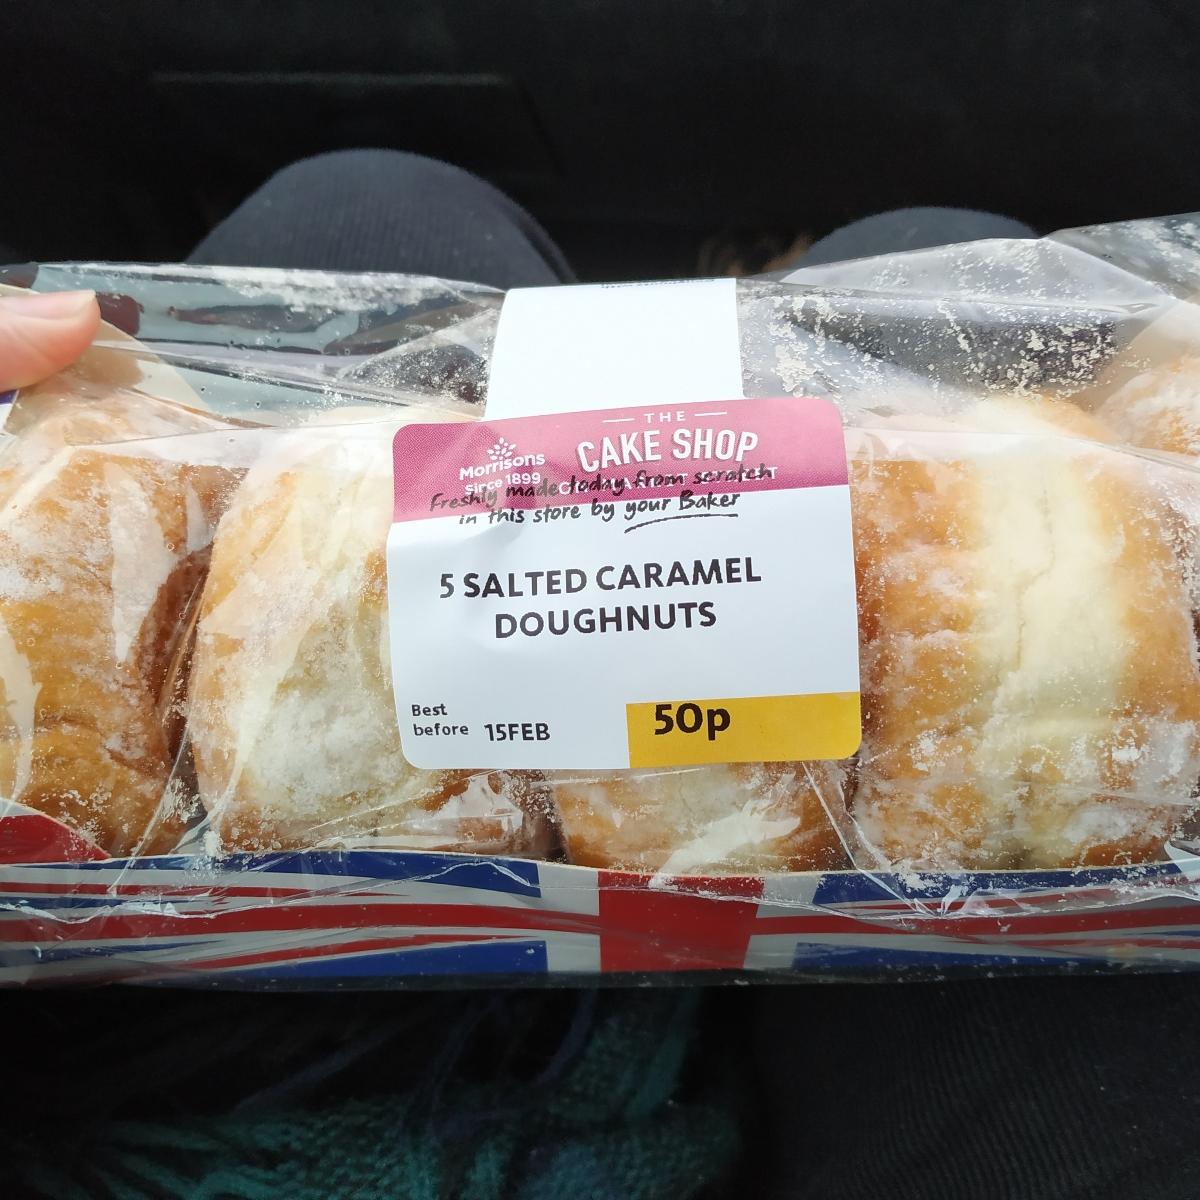 THE
CAKE SHOP
Morrisons
Since 1899
Freshly made today from scratch
in this store by your Baker
5 SALTED CARAMEL
DOUGHNUTS
Best
before 15FEB
50p